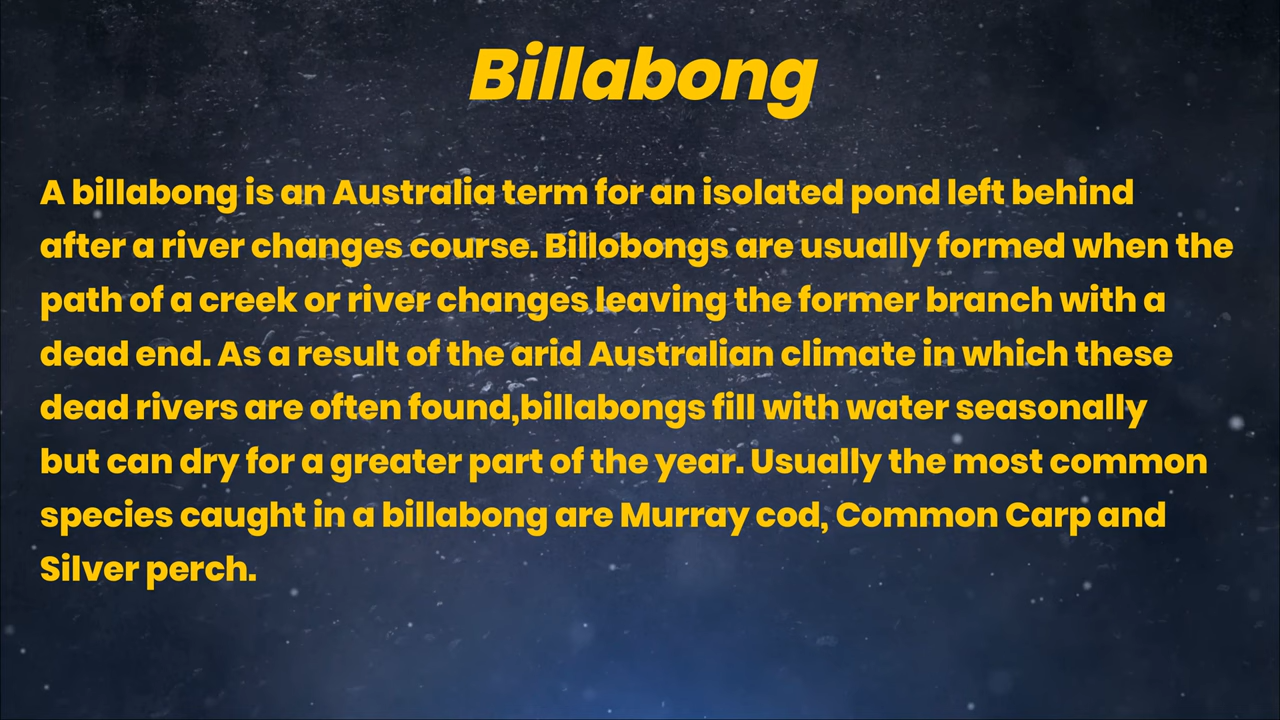 Billabong
A billabong is an Australia term for an isolated pond left behind
after a river changes course. Billobongs are usually formed when the
path of a creek or river changes leaving the former branch with a
dead end. As a result of the arid Australian climate in which these
dead rivers are often found,billabongs fill with water seasonally
but can dry for a greater part of the year. Usually the most common
species caught in a billabong are Murray cod, Common Carp and
Silver perch.